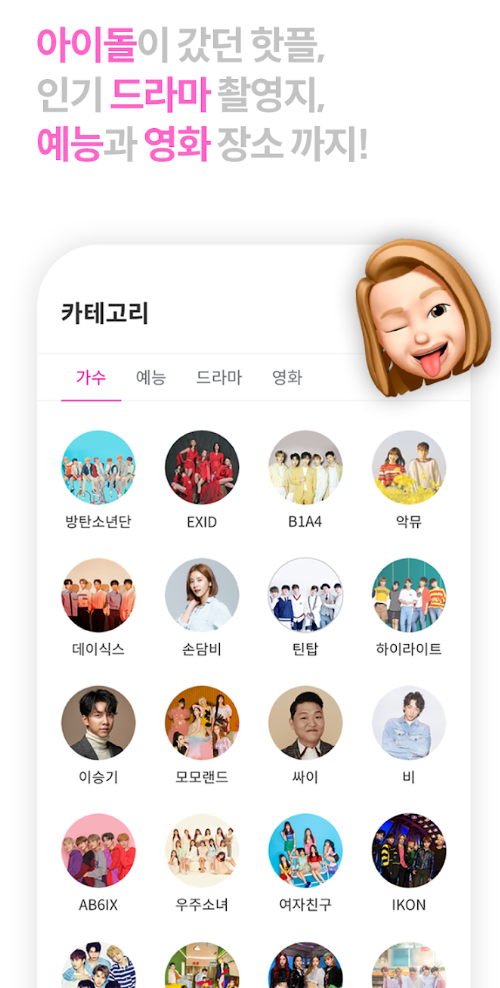 아이돌이 갔던 핫플,
인기 드라마 촬영지,
예능과 영화 장소 까지!
카테고리
가수 예능 드라마 영화
방탄소년단 EXID B1A4 악뮤
데이식스 손담비 틴탑 하이라이트
이승기 모모랜드 싸이 비
AB6IX 우주소녀 여자친구 IKON